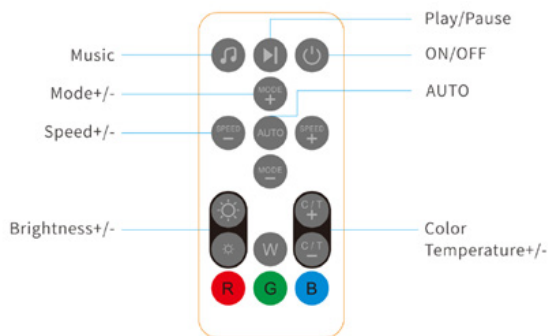 Play/Pause
Music
ON/OFF
MODE
+
Mode+/-
AUTO
Speed+/-
SPEED
-
AUTO
SPEED
+
MODE
-
C/T
+
Brightness+/-
Color
Temperature+/-
W
C/T
-
R
G
B